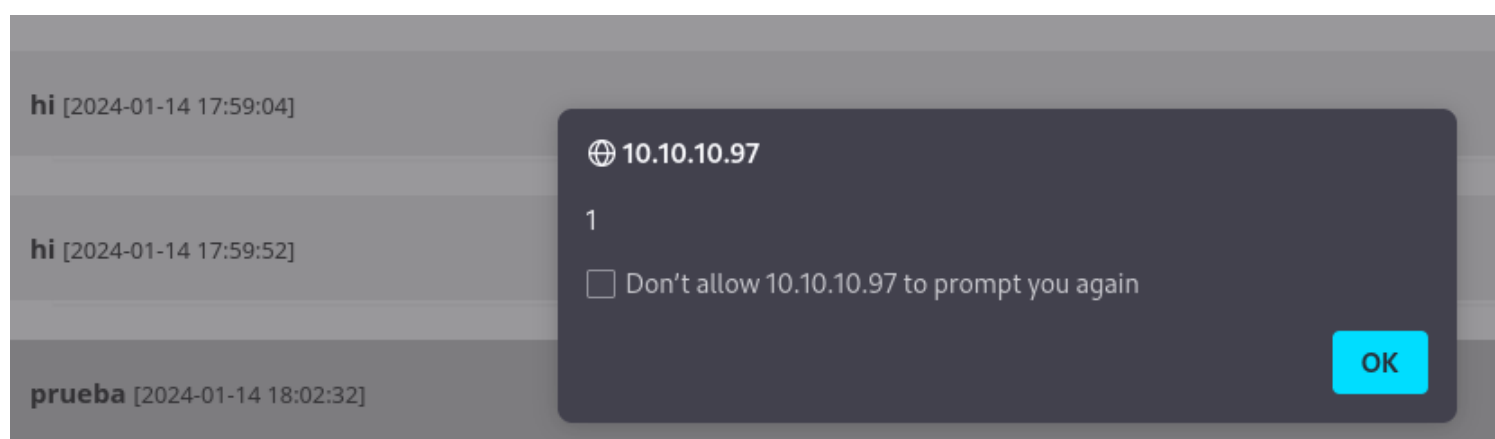 hi [2024-01-14 17:59:04]
10.10.10.97
1
hi [2024-01-14 17:59:52]
Don't allow 10.10.10.97 to prompt you again
OK
prueba [2024-01-14 18:02:32]